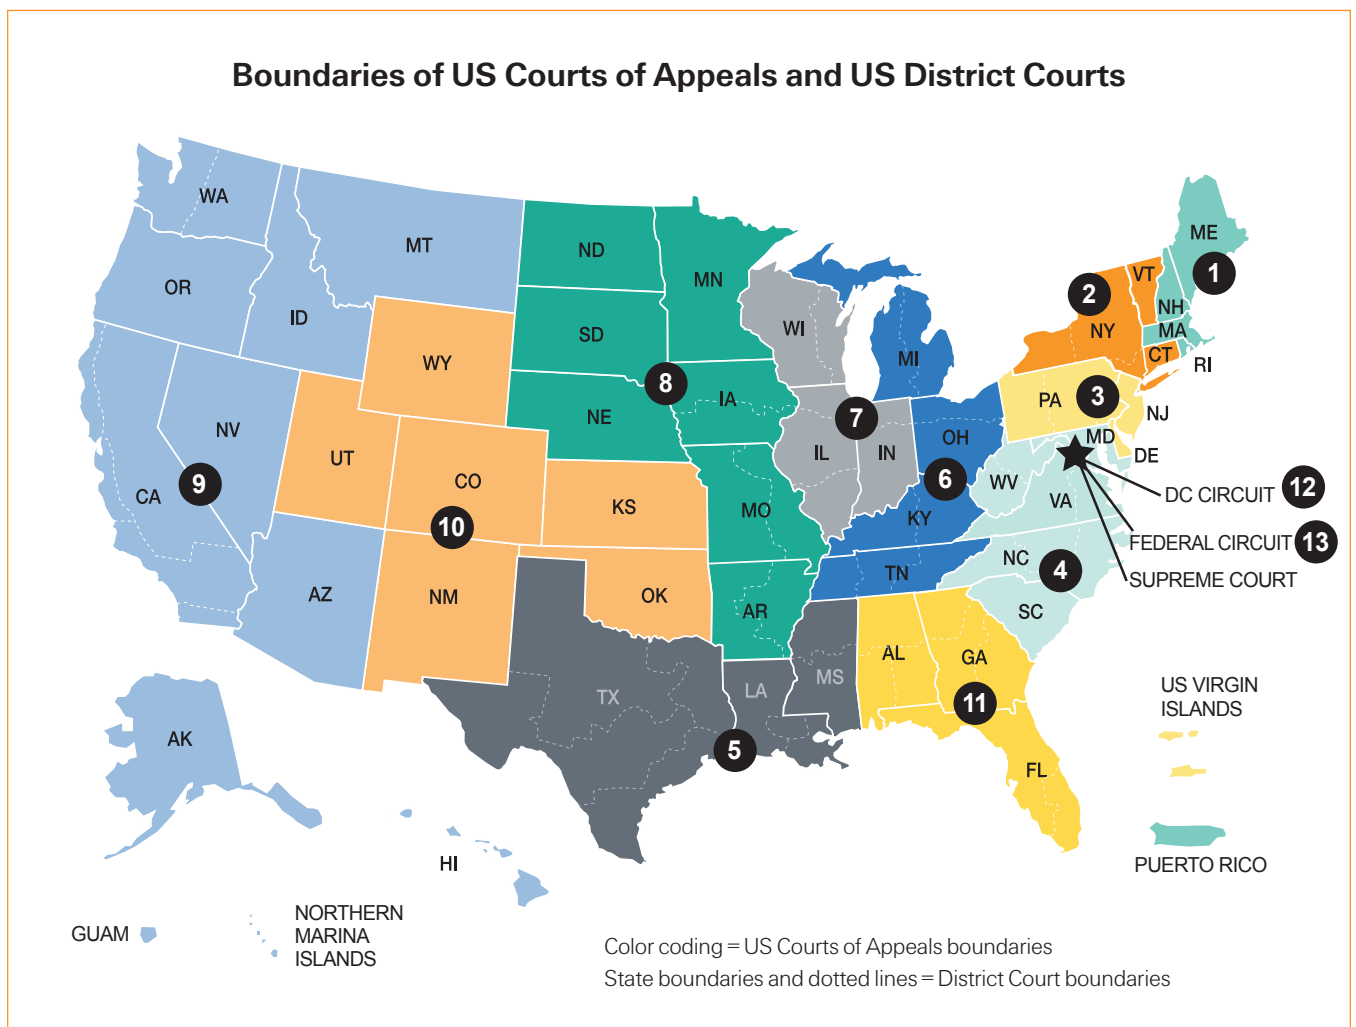 Boundaries of US Courts of Appeals and US District Courts
WA
MT
ND
MN
ME
1
OR
ID
SD
WI
MI
2
VT
NH
NY
MA
CT
RI
WY
8
IA
NE
7
PA
3
NJ
NV
UT
CO
IL
IN
OH
MD
DE
9
CA
10
KS
MO
6
WV
VA
DC CIRCUIT 12
KY
FEDERAL CIRCUIT 13
NC
4
SUPREME COURT
AZ
NM
OK
AR
TN
SC
TX
LA
MS
AL
GA
11
5
FL
US VIRGIN
ISLANDS
AK
HI
PUERTO RICO
GUAM
NORTHERN
MARINA
ISLANDS
Color coding = US Courts of Appeals boundaries
State boundaries and dotted lines = District Court boundaries